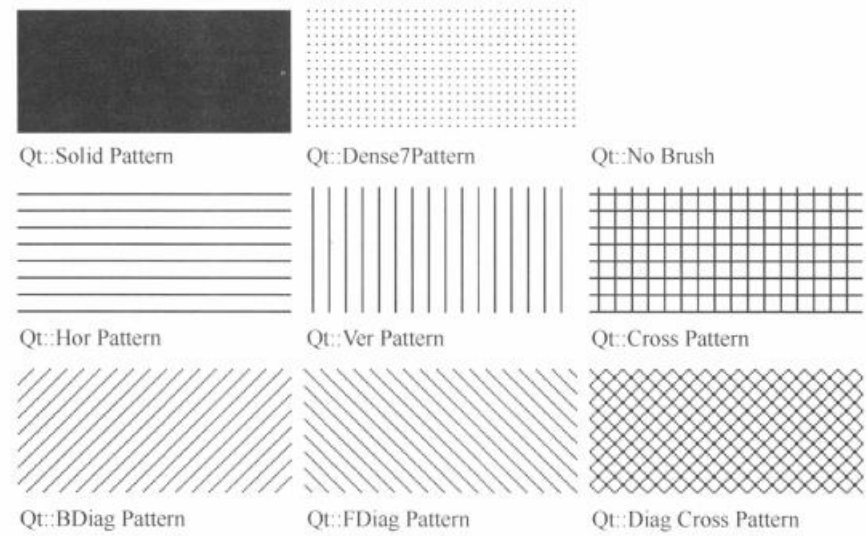 Qt::Solid Pattern
Qt::Dense7Pattern
Qt::No Brush
Qt::Hor Pattern
Qt::Ver Pattern
Qt::Cross Pattern
Qt::BDiag Pattern
Qt::FDiag Pattern
Qt::Diag Cross Pattern